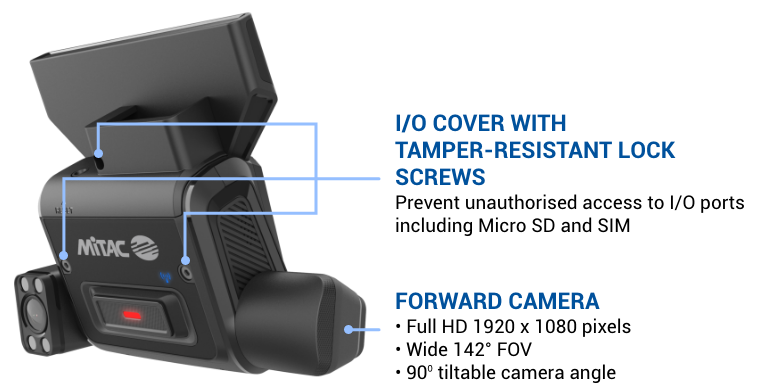 I/O COVER WITH
TAMPER-RESISTANT LOCK
SCREWS
Prevent unauthorised access to I/O ports
including Micro SD and SIM
MiTAC
FORWARD CAMERA
• Full HD 1920 x 1080 pixels
• Wide 142° FOV
• 90⁰ tiltable camera angle